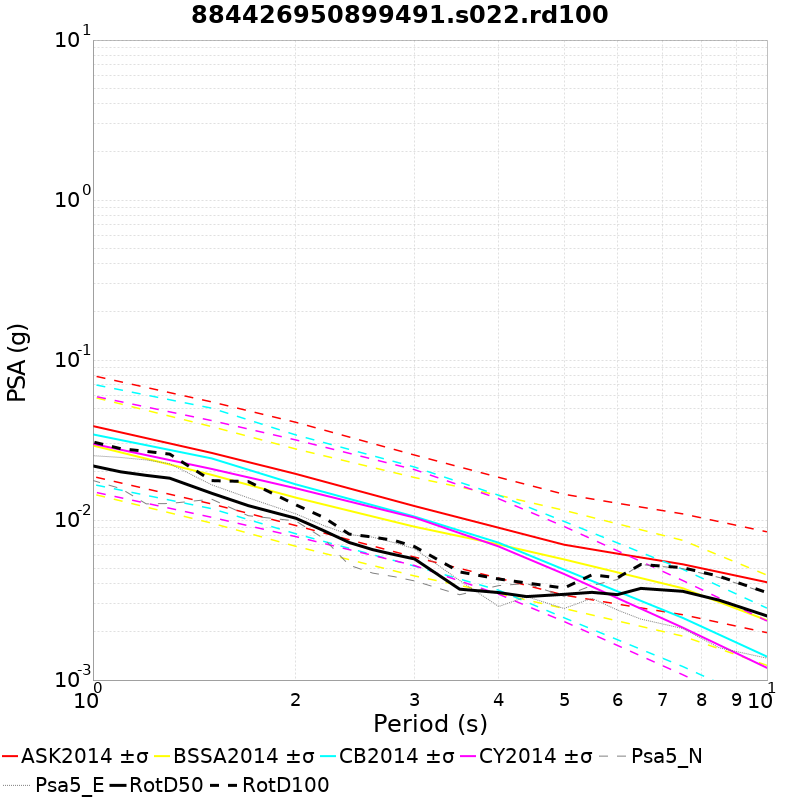 884426950899491.s022.rd100
10^1
10^0
10^-1
10^-2
10^-3
PSA (g)
10^0 2 3 4 5 6 7 8 9 10^1
Period (s)
ASK2014 ±σ BSSA2014 ±σ CB2014 ±σ CY2014 ±σ Psa5_N
Psa5_E RotD50 RotD100